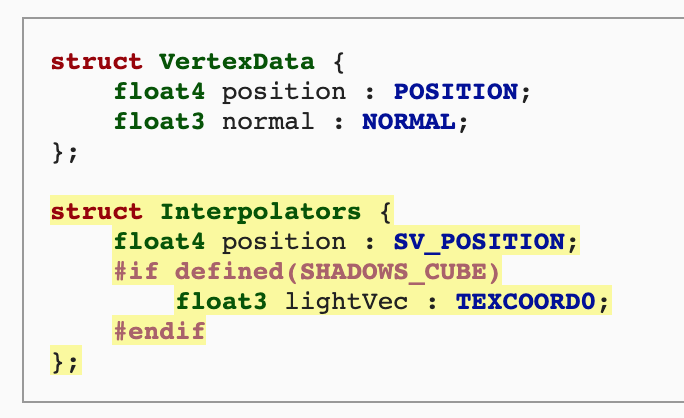 struct VertexData {
    float4 position : POSITION;
    float3 normal : NORMAL;
};

struct Interpolators {
    float4 position : SV_POSITION;
    #if defined(SHADOWS_CUBE)
        float3 lightVec : TEXCOORD0;
    #endif
};